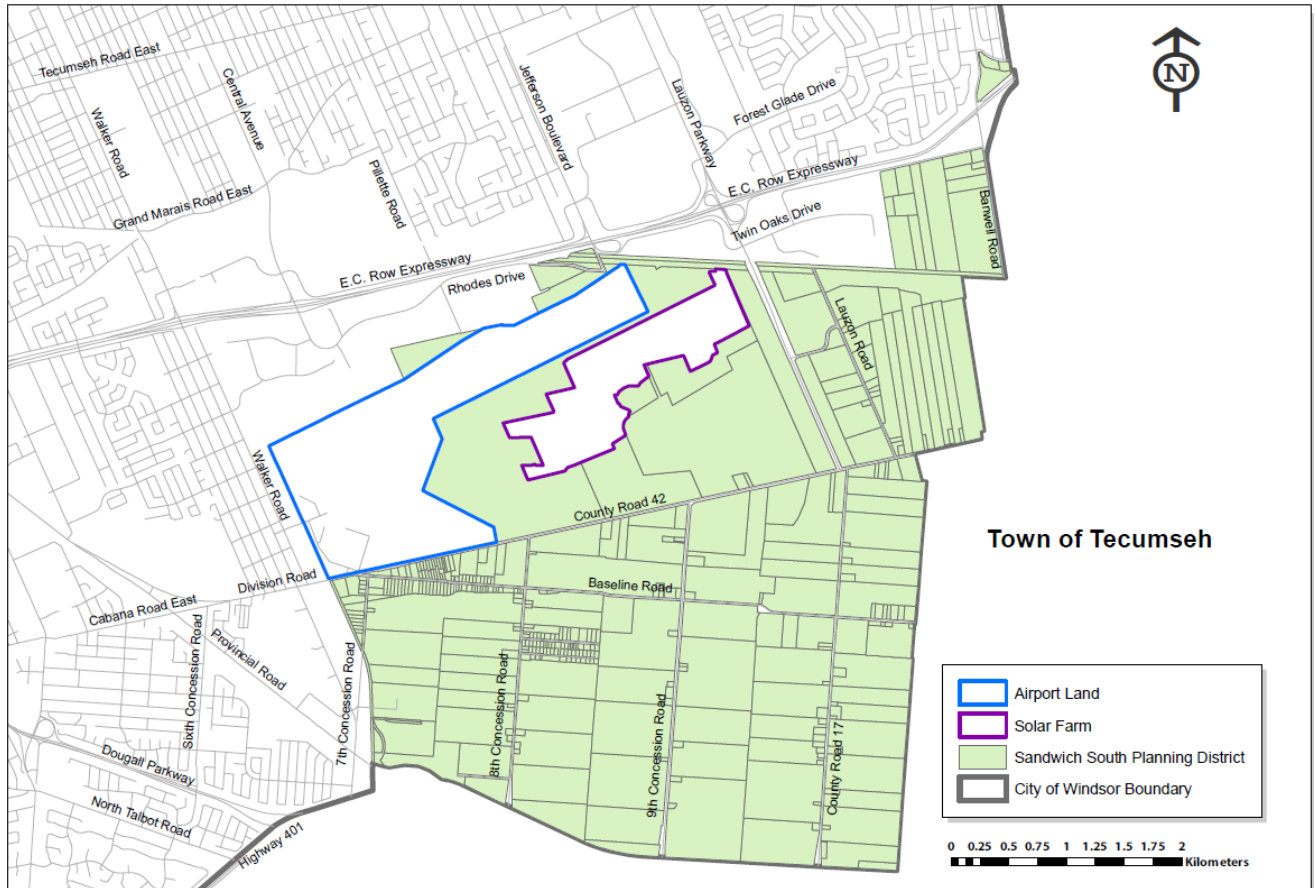 Tecumseh Road East
Central Avenue
Walker Road
Jefferson Boulevard
Lauzon Parkway
Forest Glade Drive
N
Pillette Road
Grand Marais Road East
E.C. Row Expressway
Twin Oaks Drive
Banwell Road
E.C. Row Expressway
Rhodes Drive
Lauzon Road
Walker Road
County Road 42
Town of Tecumseh
Division Road
Baseline Road
Cabana Road East
Provincial Road
Sixth Concession Road
7th Concession Road
8th Concession Road
9th Concession Road
County Road 17
Dougall Parkway
North Talbot Road
Highway 401
Airport Land
Solar Farm
Sandwich South Planning District
City of Windsor Boundary
0 0.25 0.5 0.75 1 1.25 1.5 1.75 2
Kilometers